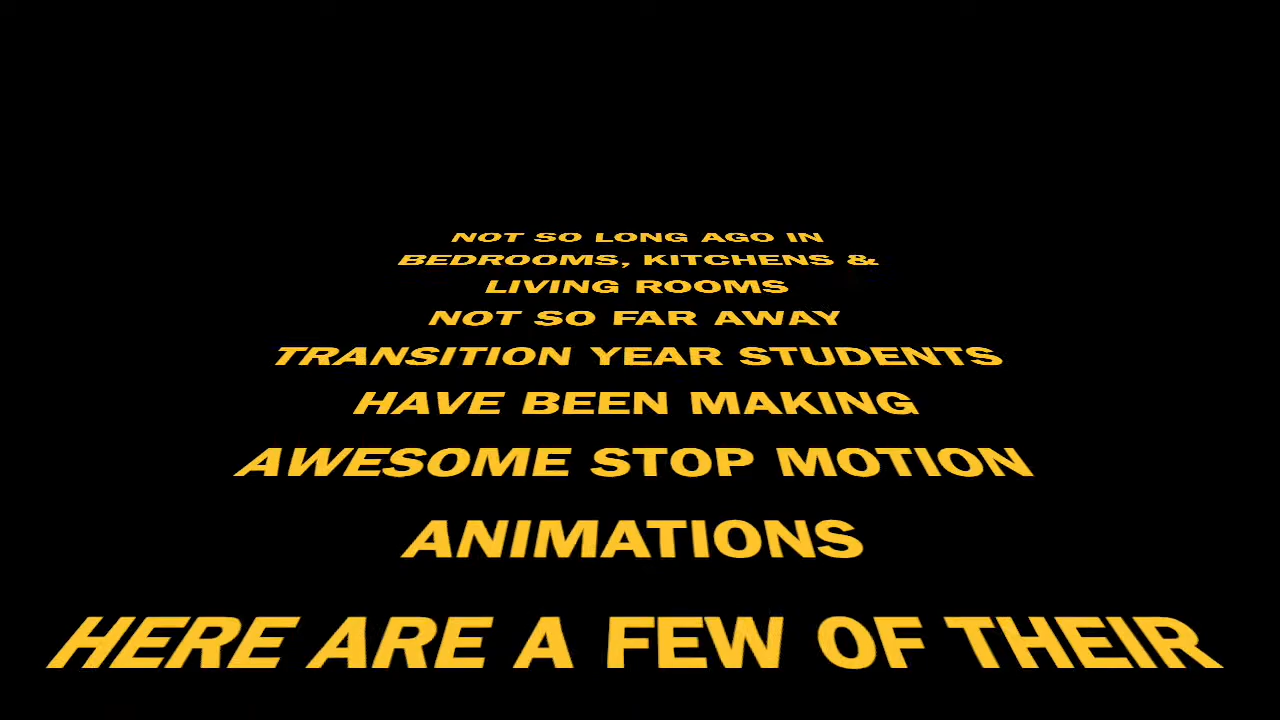 NOT SO LONG AGO IN
BEDROOMS, KITCHENS &
LIVING ROOMS
NOT SO FAR AWAY
TRANSITION YEAR STUDENTS
HAVE BEEN MAKING
AWESOME STOP MOTION
ANIMATIONS
HERE ARE A FEW OF THEIR